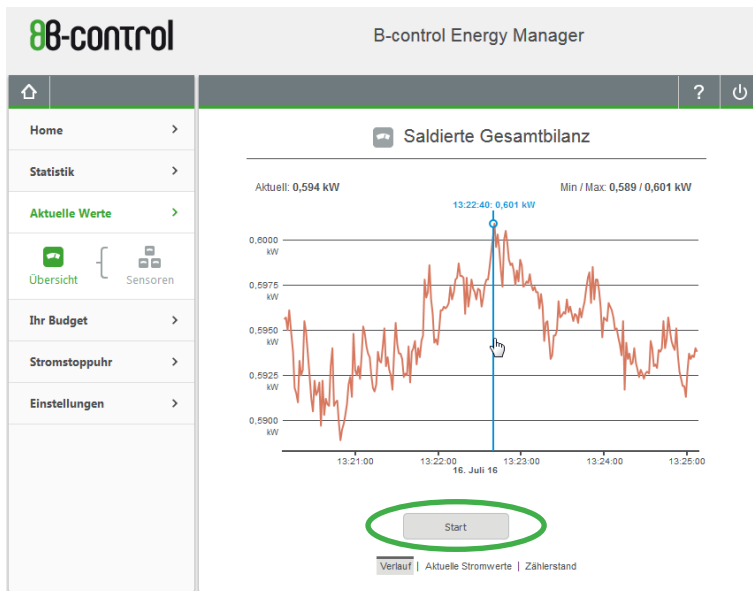 B-control
B-control Energy Manager
?
Home
Statistik
Aktuelle Werte
Übersicht
Sensoren
Ihr Budget
Stromstoppuhr
Einstellungen
Saldierte Gesamtbilanz
Aktuell: 0,594 kW
Min / Max: 0,589 / 0,601 kW
13:22:40: 0,601 kW
0,6000
kW
0,5975
kW
0,5950
kW
0,5925
kW
0,5900
kW
13:21:00 13:22:00 13:23:00 13:24:00 13:25:00
16. Juli 16
Start
Verlauf | Aktuelle Stromwerte | Zählerstand